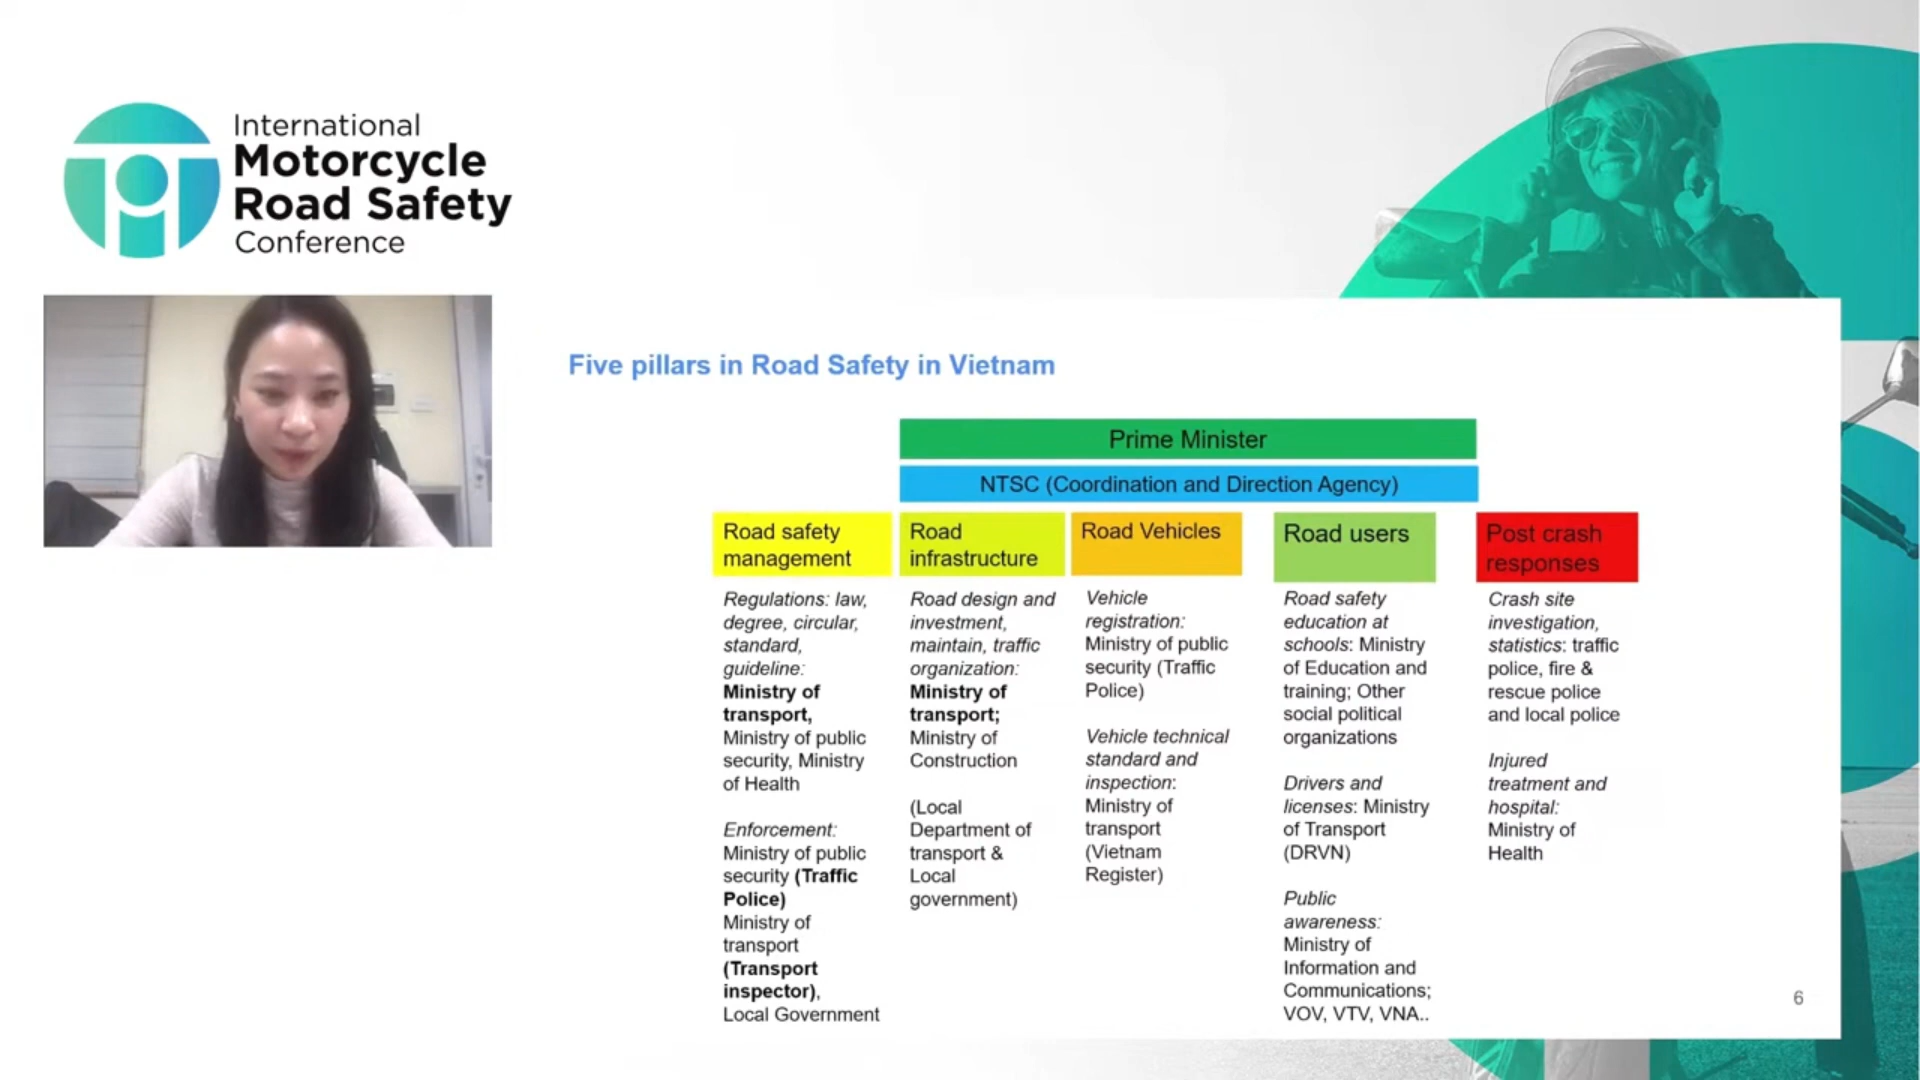 International
Motorcycle
Road Safety
Conference
Five pillars in Road Safety in Vietnam
Prime Minister
NTSC (Coordination and Direction Agency)
Road safety
management
Regulations: law,
degree, circular,
standard,
guideline:
Ministry of
transport,
Ministry of public
security, Ministry
of Health
Enforcement:
Ministry of public
security (Traffic
Police)
Ministry of
transport
(Transport
inspector),
Local Government
Road
infrastructure
Road design and
investment,
maintain, traffic
organization:
Ministry of
transport;
Ministry of
Construction
(Local
Department of
transport &
Local
government)
Road Vehicles
Vehicle
registration:
Ministry of public
security (Traffic
Police)
Vehicle technical
standard and
inspection:
Ministry of
transport
(Vietnam
Register)
Road users
Road safety
education at
schools: Ministry
of Education and
training; Other
social political
organizations
Drivers and
licenses: Ministry
of Transport
(DRVN)
Public
awareness:
Ministry of
Information and
Communications;
VOV, VTV, VNA..
Post crash
responses
Crash site
investigation,
statistics: traffic
police, fire &
rescue police
and local police
Injured
treatment and
hospital:
Ministry of
Health
6